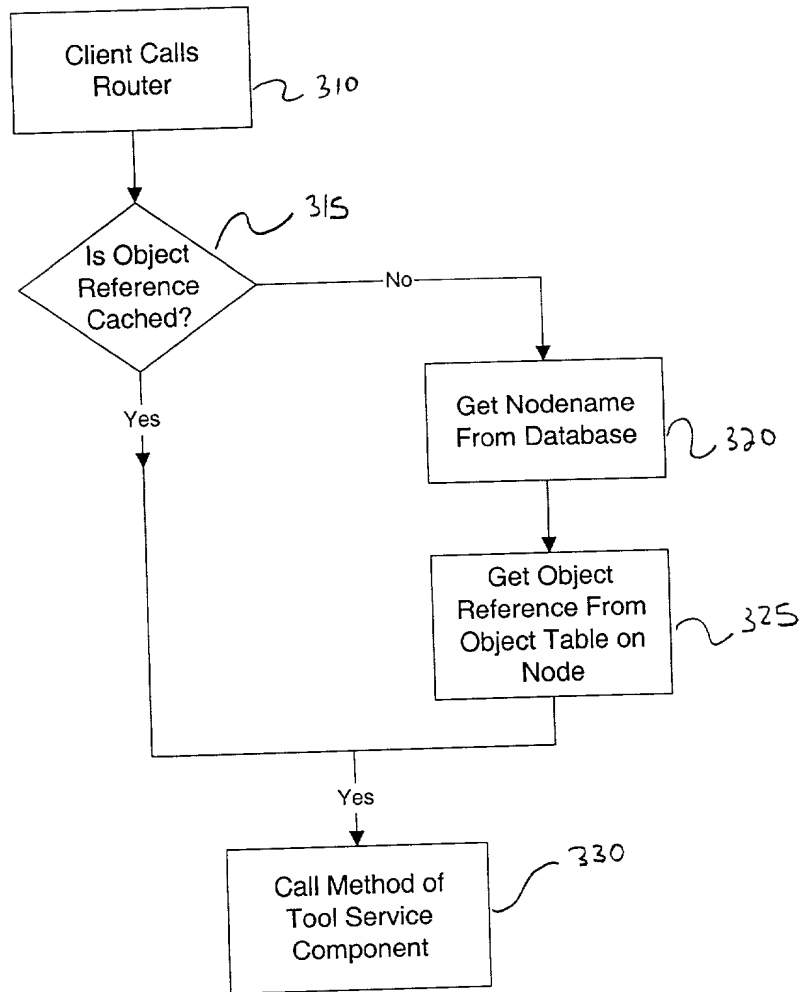 Client Calls
Router
310
315
Is Object
Reference
Cached?
No
Yes
Get Nodename
From Database
320
Get Object
Reference From
Object Table on
Node
325
Yes
330
Call Method of
Tool Service
Component